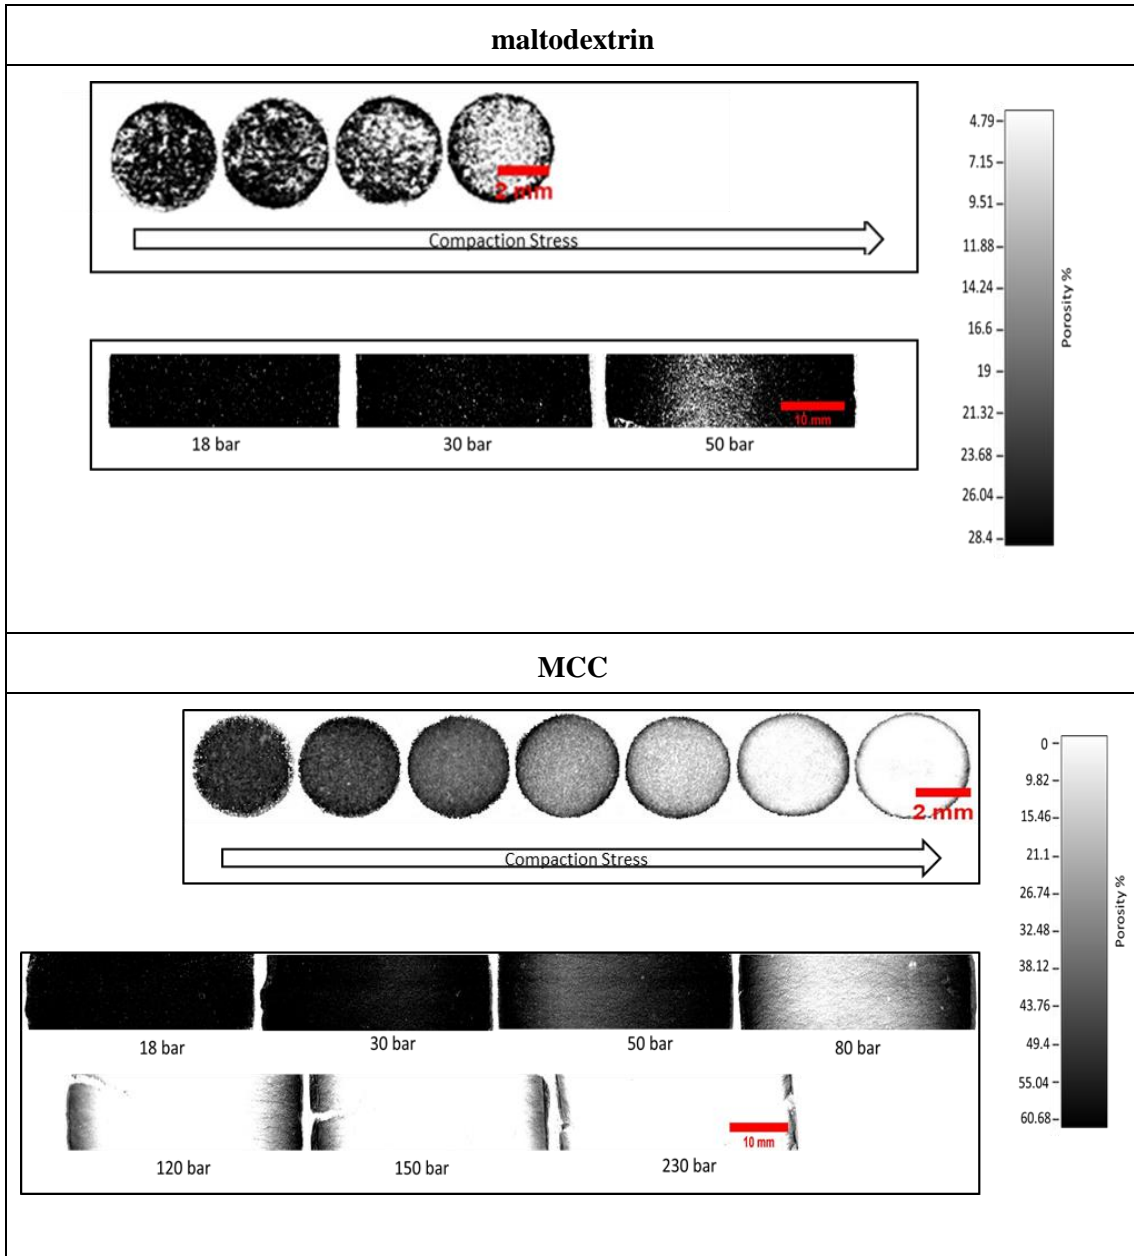 maltodextrin
2 mm
Compaction Stress
18 bar
30 bar
50 bar
10 mm
4.79
7.15
9.51
11.88
14.24
16.6
19
21.32
23.68
26.04
28.4
Porosity %
MCC
2 mm
Compaction Stress
18 bar
30 bar
50 bar
80 bar
120 bar
150 bar
230 bar
10 mm
0
9.82
15.46
21.1
26.74
32.48
38.12
43.76
49.4
55.04
60.68
Porosity %